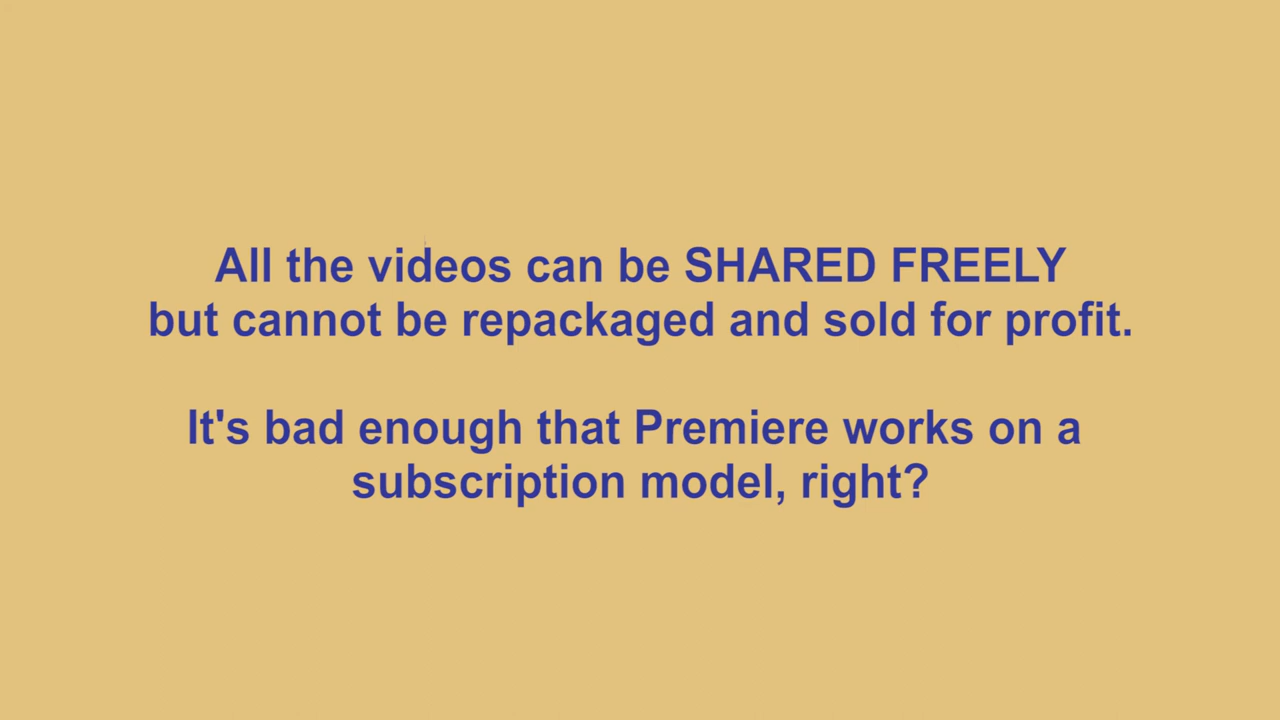 All the videos can be SHARED FREELY
but cannot be repackaged and sold for profit.
It's bad enough that Premiere works on a
subscription model, right?